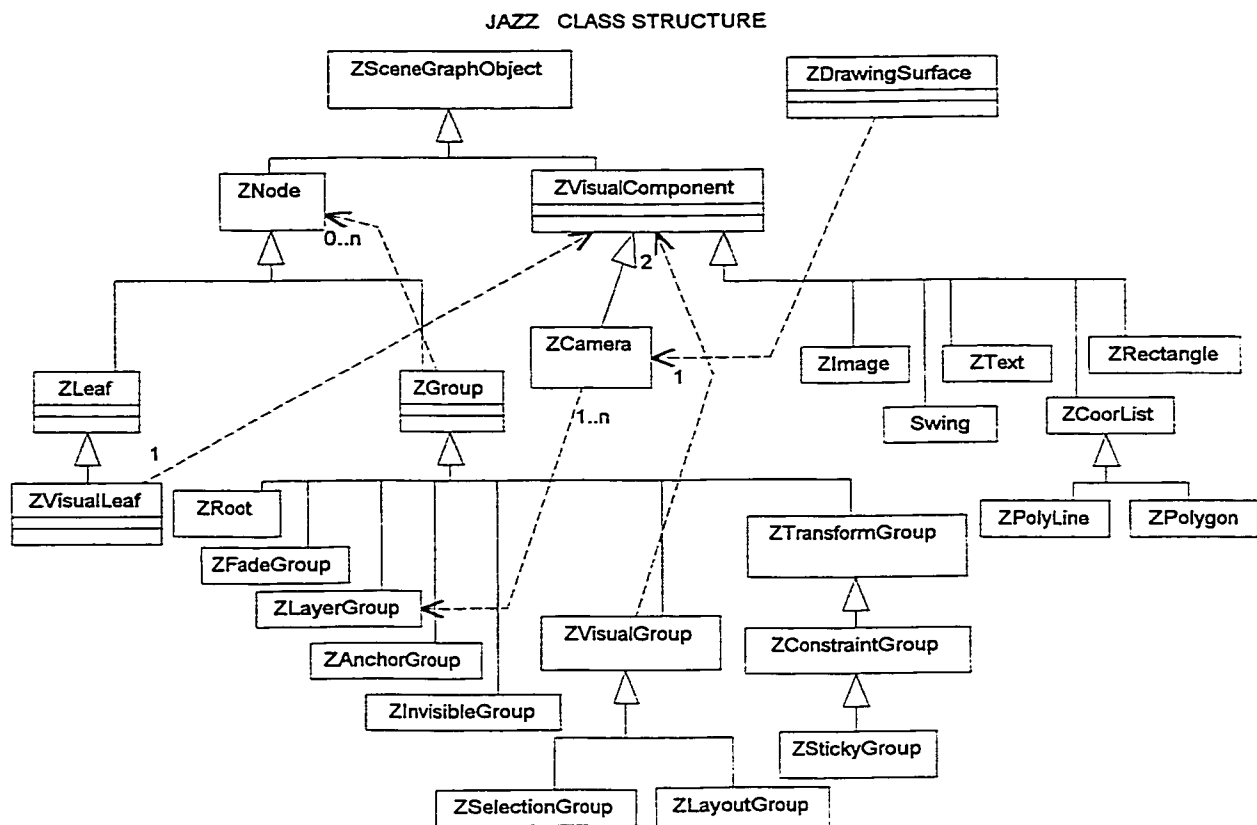 JAZZ CLASS STRUCTURE
ZSceneGraphObject
ZDrawingSurface
ZNode
ZVisualComponent
0..n
2
ZCamera
1
ZImage
ZText
ZRectangle
ZLeaf
ZGroup
1..n
Swing
ZCoorList
1
ZVisualLeaf
ZRoot
ZPolyLine
ZPolygon
ZTransformGroup
ZFadeGroup
ZLayerGroup
ZVisualGroup
ZConstraintGroup
ZAnchorGroup
ZInvisibleGroup
ZStickyGroup
ZSelectionGroup
ZLayoutGroup